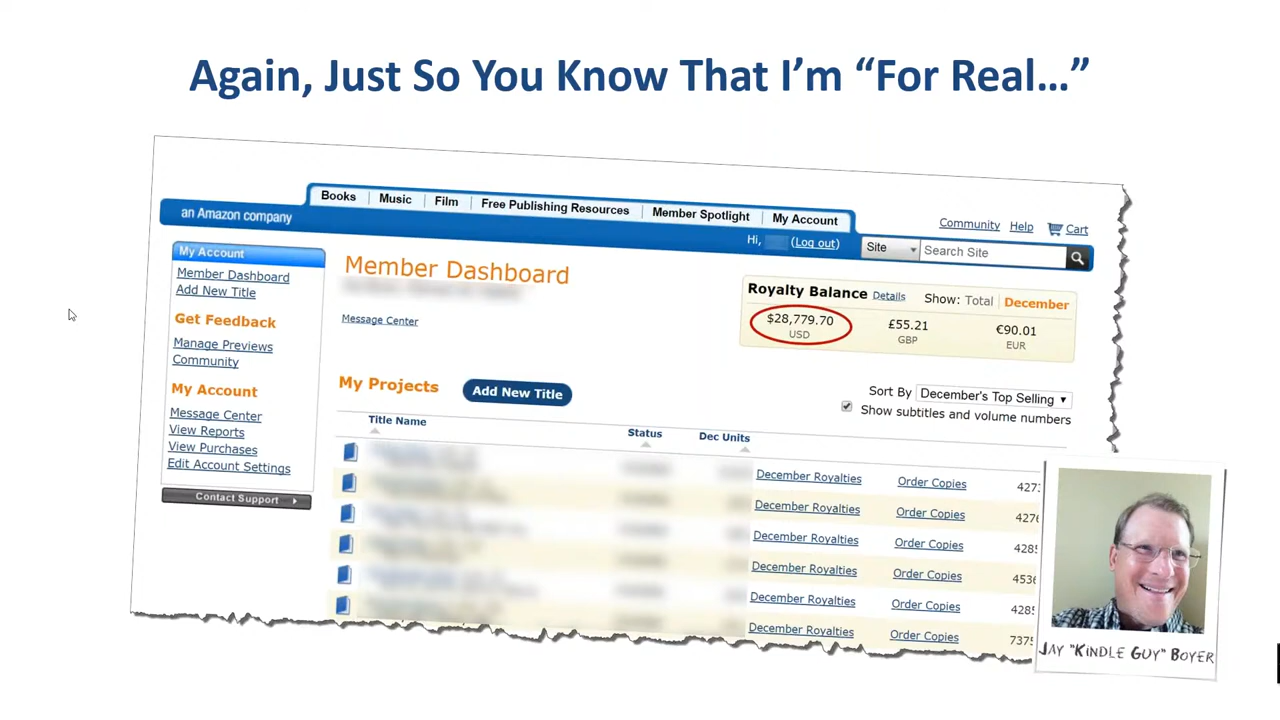 Again, Just So You Know That I’m “For Real…”
Books Music Film Free Publishing Resources Member Spotlight My Account
an Amazon company
Hi, (Log out)
Community Help Cart
Site Search Site
My Account
Member Dashboard
Add New Title
Get Feedback
Manage Previews
Community
My Account
Message Center
View Reports
View Purchases
Edit Account Settings
Contact Support
Member Dashboard
Message Center
Royalty Balance Details Show: Total December
$28,779.70 £55.21 €90.01
USD GBP EUR
My Projects Add New Title
Sort By December's Top Selling
Show subtitles and volume numbers
Title Name Status Dec Units
December Royalties Order Copies 427
December Royalties Order Copies 4276
December Royalties Order Copies 428
December Royalties Order Copies 4536
December Royalties Order Copies 428
December Royalties Order Copies 737
Jay "Kindle Guy" Boyer